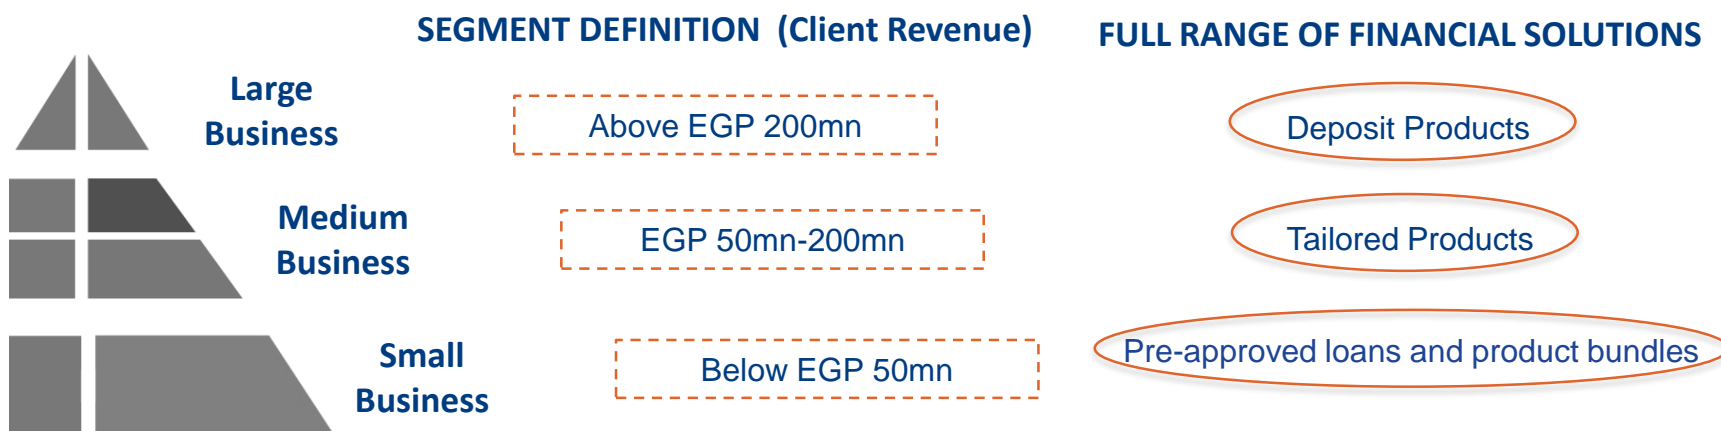 SEGMENT DEFINITION (Client Revenue)
FULL RANGE OF FINANCIAL SOLUTIONS
Large
Business
Above EGP 200mn
Deposit Products
Medium
Business
EGP 50mn-200mn
Tailored Products
Small
Business
Below EGP 50mn
Pre-approved loans and product bundles